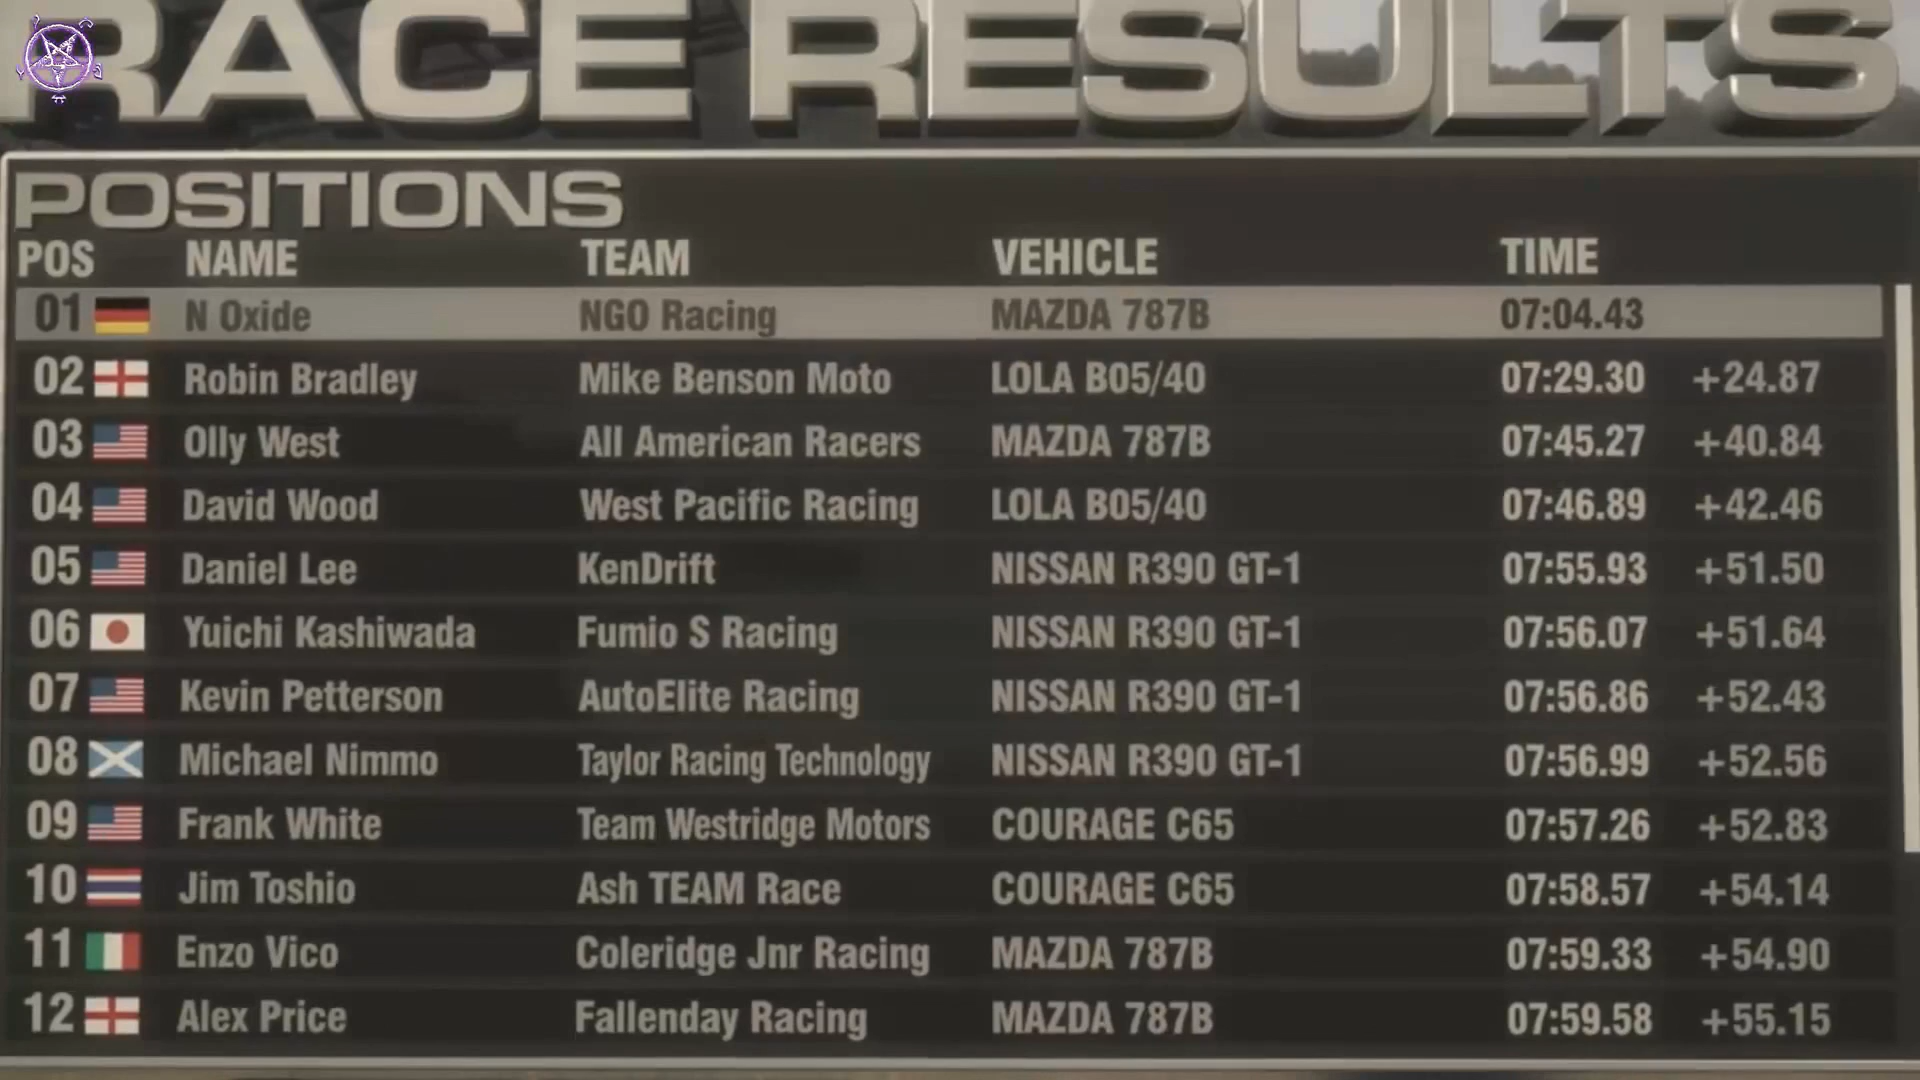 RACE RESULTS
POSITIONS
POS NAME TEAM VEHICLE TIME
01 N Oxide NGO Racing MAZDA 787B 07:04.43
02 Robin Bradley Mike Benson Moto LOLA B05/40 07:29.30 +24.87
03 Olly West All American Racers MAZDA 787B 07:45.27 +40.84
04 David Wood West Pacific Racing LOLA B05/40 07:46.89 +42.46
05 Daniel Lee KenDrift NISSAN R390 GT-1 07:55.93 +51.50
06 Yuichi Kashiwada Fumio S Racing NISSAN R390 GT-1 07:56.07 +51.64
07 Kevin Petterson AutoElite Racing NISSAN R390 GT-1 07:56.86 +52.43
08 Michael Nimmo Taylor Racing Technology NISSAN R390 GT-1 07:56.99 +52.56
09 Frank White Team Westridge Motors COURAGE C65 07:57.26 +52.83
10 Jim Toshio Ash TEAM Race COURAGE C65 07:58.57 +54.14
11 Enzo Vico Coleridge Jnr Racing MAZDA 787B 07:59.33 +54.90
12 Alex Price Fallenday Racing MAZDA 787B 07:59.58 +55.15